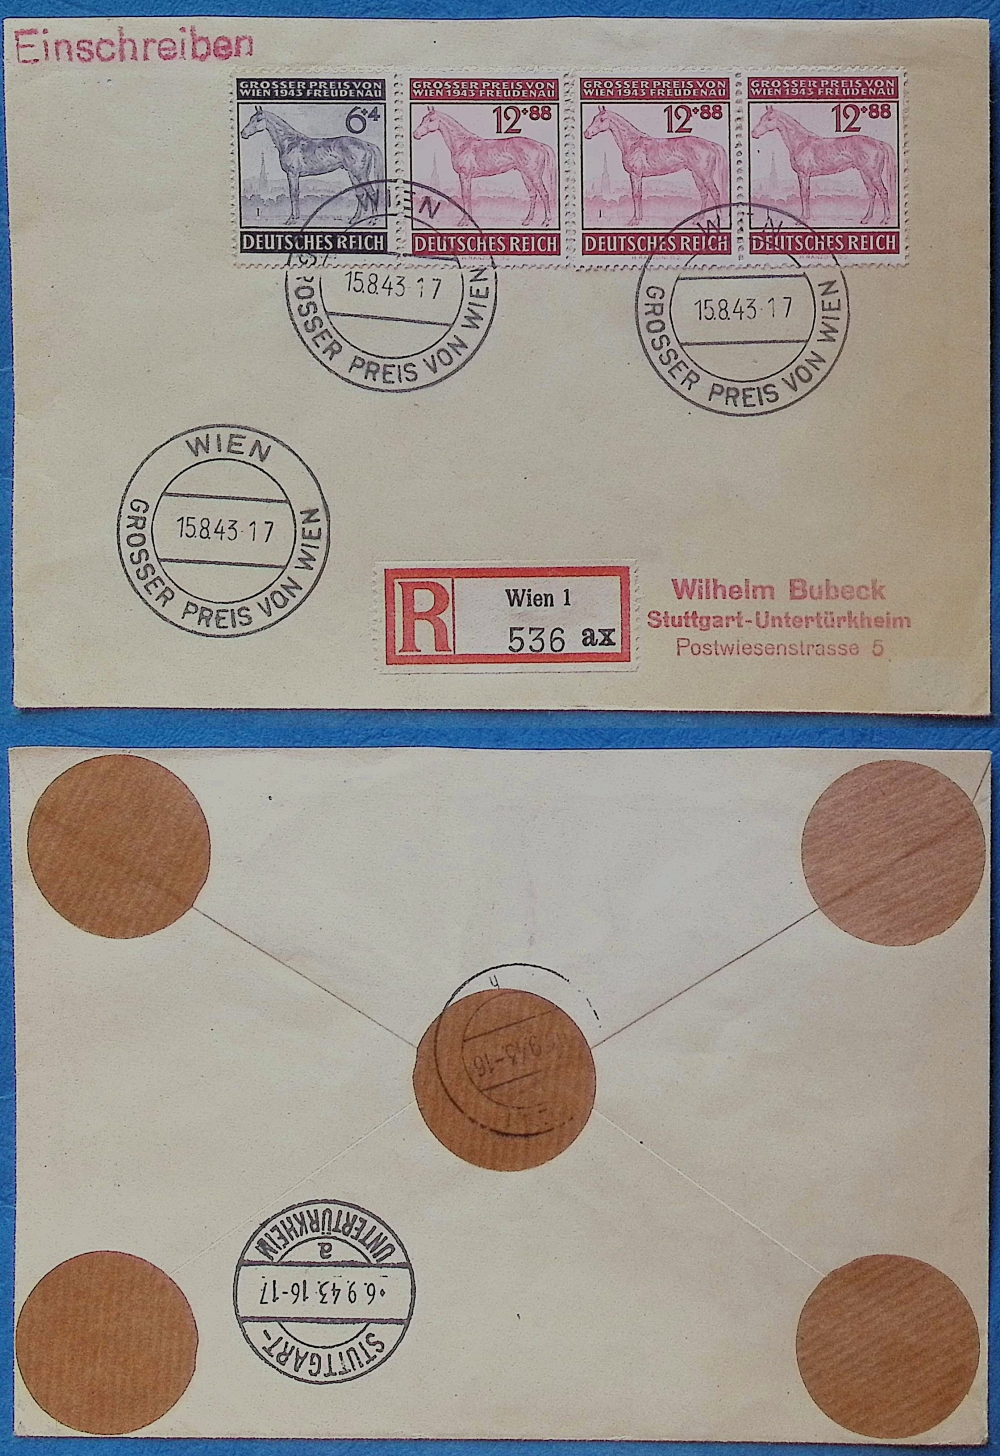 Einschreiben
GROSSER PREIS VON
WIEN 1943 FREUDENAU
6+4
DEUTSCHES REICH
GROSSER PREIS VON
WIEN 1943 FREUDENAU
12+88
DEUTSCHES REICH
GROSSER PREIS VON
WIEN 1943 FREUDENAU
12+88
DEUTSCHES REICH
GROSSER PREIS VON
WIEN 1943 FREUDENAU
12+88
DEUTSCHES REICH
WIEN
15.8.43-17
GROSSER PREIS VON WIEN
WIEN
15.8.43-17
GROSSER PREIS VON WIEN
WIEN
15.8.43-17
GROSSER PREIS VON WIEN
R
Wien 1
536 ax
Wilhelm Bubeck
Stuttgart-Untertürkheim
Postwiesenstrasse 5
STUTTGART-
·6.9.43.16-17
a
UNTERTÜRKHEIM